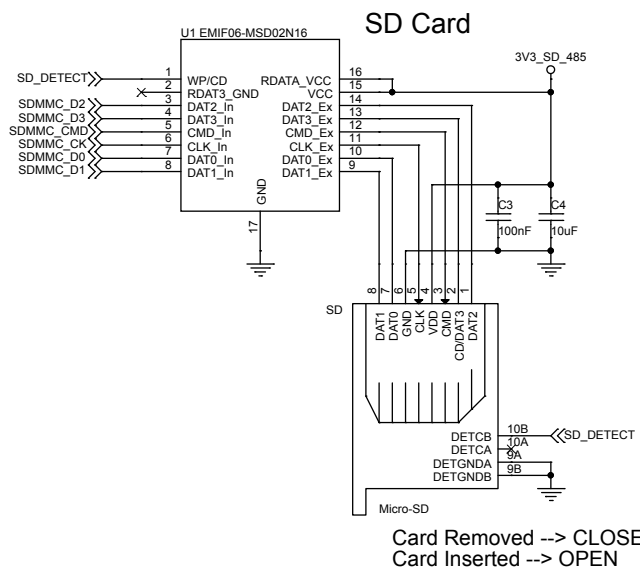 SD Card
U1 EMIF06-MSD02N16
3V3_SD_485
SD_DETECT 1 WP/CD RDATA_VCC 16
2 RDAT3_GND VCC 15
SDMMC_D2 3 DAT2_In DAT2_Ex 14
SDMMC_D3 4 DAT3_In DAT3_Ex 13
SDMMC_CMD 5 CMD_In CMD_Ex 12
SDMMC_CK 6 CLK_In CLK_Ex 11
SDMMC_D0 7 DAT0_In DAT0_Ex 10
SDMMC_D1 8 DAT1_In DAT1_Ex 9
GND
17
C3 C4
100nF 10uF
8 7 6 5 4 3 2 1
SD
DAT1 DAT0 GND CLK VDD CMD CD/DAT3 DAT2
DETCB 10B SD_DETECT
DETCA 10A
DETGNDA 9A
DETGNDB 9B
Micro-SD
Card Removed --> CLOSE
Card Inserted --> OPEN